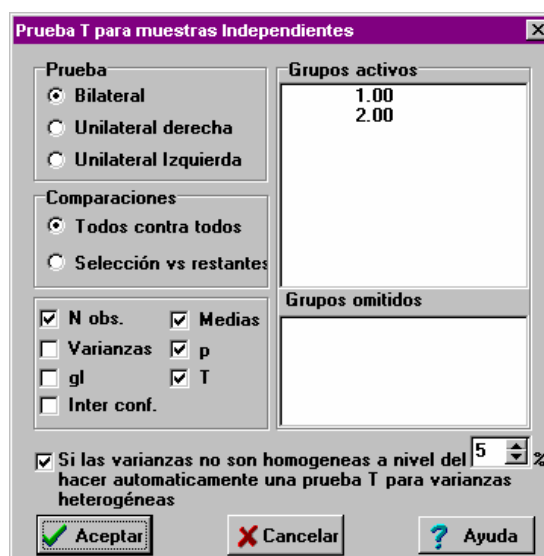 Prueba T para muestras Independientes
Prueba
Bilateral
Unilateral derecha
Unilateral Izquierda
Comparaciones
Todos contra todos
Selección vs restantes
N obs.
Medias
Varianzas
p
gl
T
Inter conf.
Grupos activos
1.00
2.00
Grupos omitidos
Si las varianzas no son homogeneas a nivel del 5 %
hacer automaticamente una prueba T para varianzas
heterogéneas
Aceptar
Cancelar
Ayuda